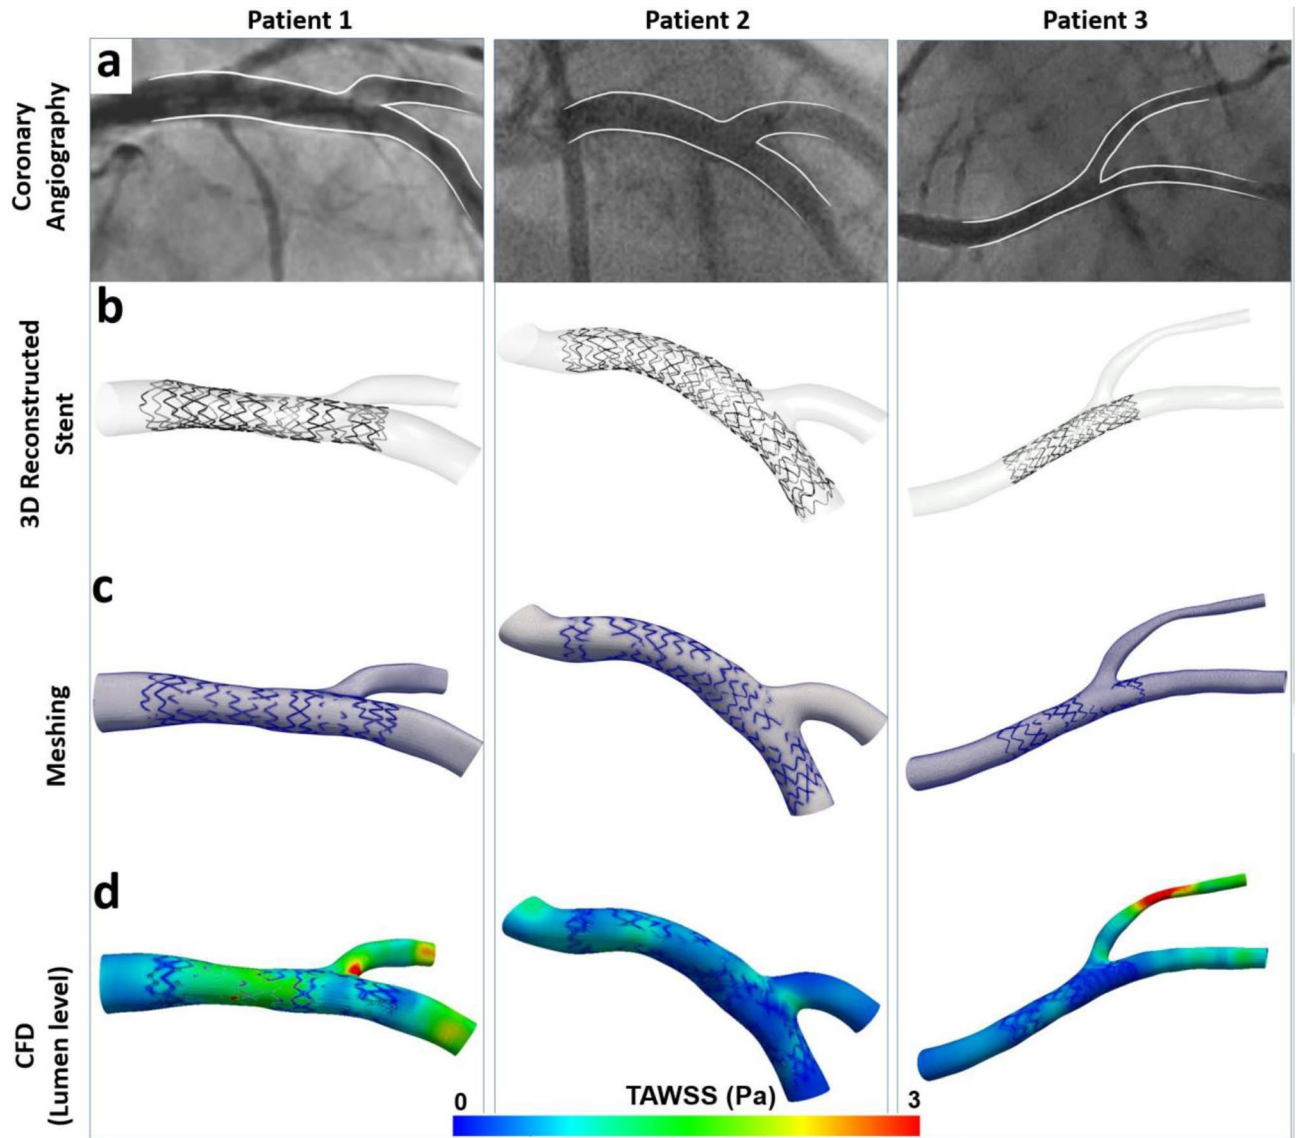 Patient 1
Patient 2
Patient 3
a
Coronary
Angiography
b
3D Reconstructed
Stent
c
Meshing
d
CFD
(Lumen level)
0
TAWSS (Pa)
3